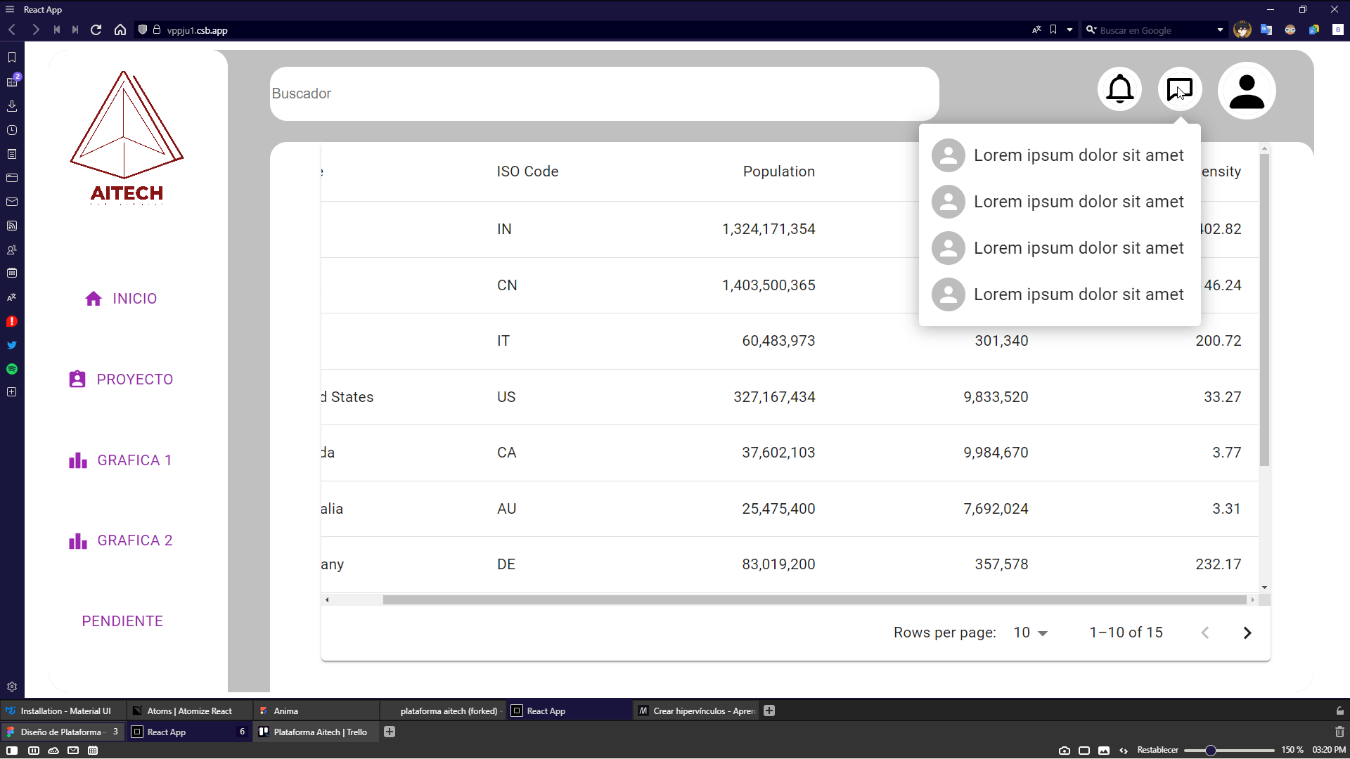 React App
vppju1.csb.app
Buscar en Google
2
AITECH
Buscador
INICIO
PROYECTO
GRAFICA 1
GRAFICA 2
PENDIENTE
ISO Code Population ensity
IN 1,324,171,354 402.82
CN 1,403,500,365 46.24
IT 60,483,973 301,340 200.72
d States US 327,167,434 9,833,520 33.27
da CA 37,602,103 9,984,670 3.77
alia AU 25,475,400 7,692,024 3.31
any DE 83,019,200 357,578 232.17
Lorem ipsum dolor sit amet
Lorem ipsum dolor sit amet
Lorem ipsum dolor sit amet
Lorem ipsum dolor sit amet
Rows per page: 10 1–10 of 15
Installation - Material UI Atoms | Atomize React Anima plataforma aitech (forked) - React App Crear hipervínculos - Apren
Diseño de Plataforma - 3 React App 6 Plataforma Aitech | Trello
Restablecer 150 % 03:20 PM